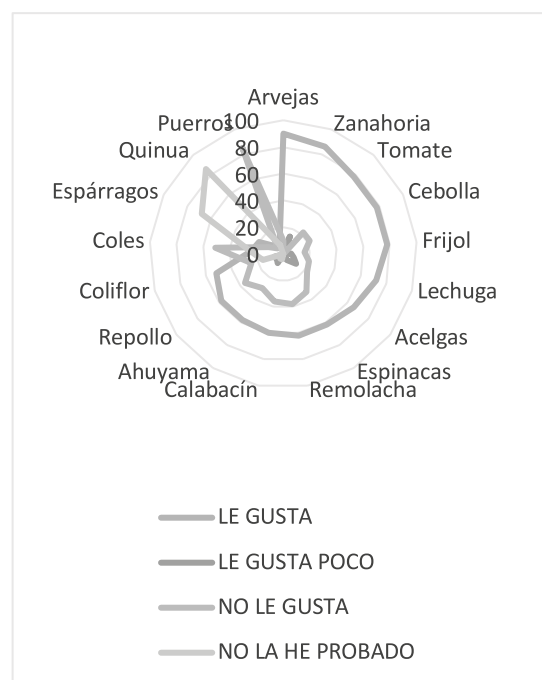 Arvejas
Zanahoria
Tomate
Cebolla
Frijol
Lechuga
Acelgas
Espinacas
Remolacha
Calabacín
Ahuyama
Repollo
Coliflor
Coles
Espárragos
Quinua
Puerros
100
80
60
40
20
0
LE GUSTA
LE GUSTA POCO
NO LE GUSTA
NO LA HE PROBADO